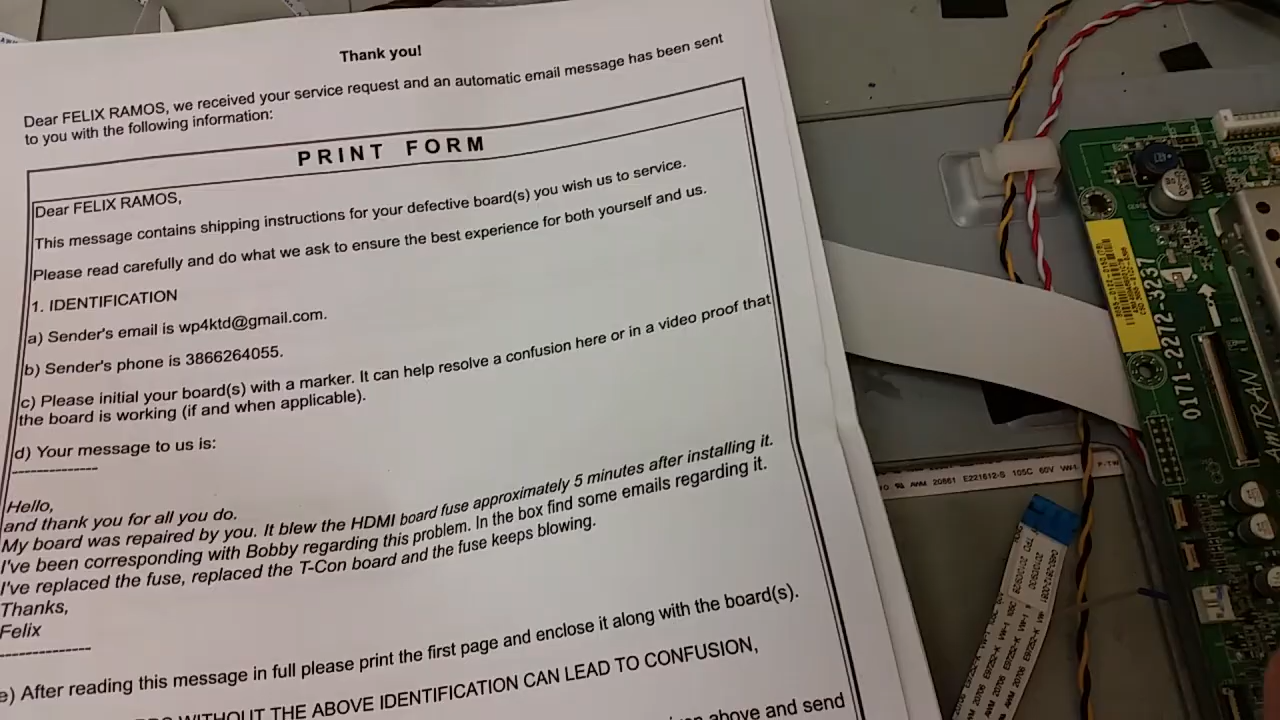 Thank you!
Dear FELIX RAMOS, we received your service request and an automatic email message has been sent
to you with the following information:
PRINT FORM
Dear FELIX RAMOS,
This message contains shipping instructions for your defective board(s) you wish us to service.
Please read carefully and do what we ask to ensure the best experience for both yourself and us.
1. IDENTIFICATION
a) Sender's email is wp4ktd@gmail.com.
b) Sender's phone is 3866264055.
c) Please initial your board(s) with a marker. It can help resolve a confusion here or in a video proof that
the board is working (if and when applicable).
d) Your message to us is:
---------------
Hello,
and thank you for all you do.
My board was repaired by you. It blew the HDMI board fuse approximately 5 minutes after installing it.
I've been corresponding with Bobby regarding this problem. In the box find some emails regarding it.
I've replaced the fuse, replaced the T-Con board and the fuse keeps blowing.
Thanks,
Felix
---------------
e) After reading this message in full please print the first page and enclose it along with the board(s).
WITHOUT THE ABOVE IDENTIFICATION CAN LEAD TO CONFUSION,
above and send
0171-2272-3237
AmTRAN
AWM 20861 E221612-S 105C 60V VW-1